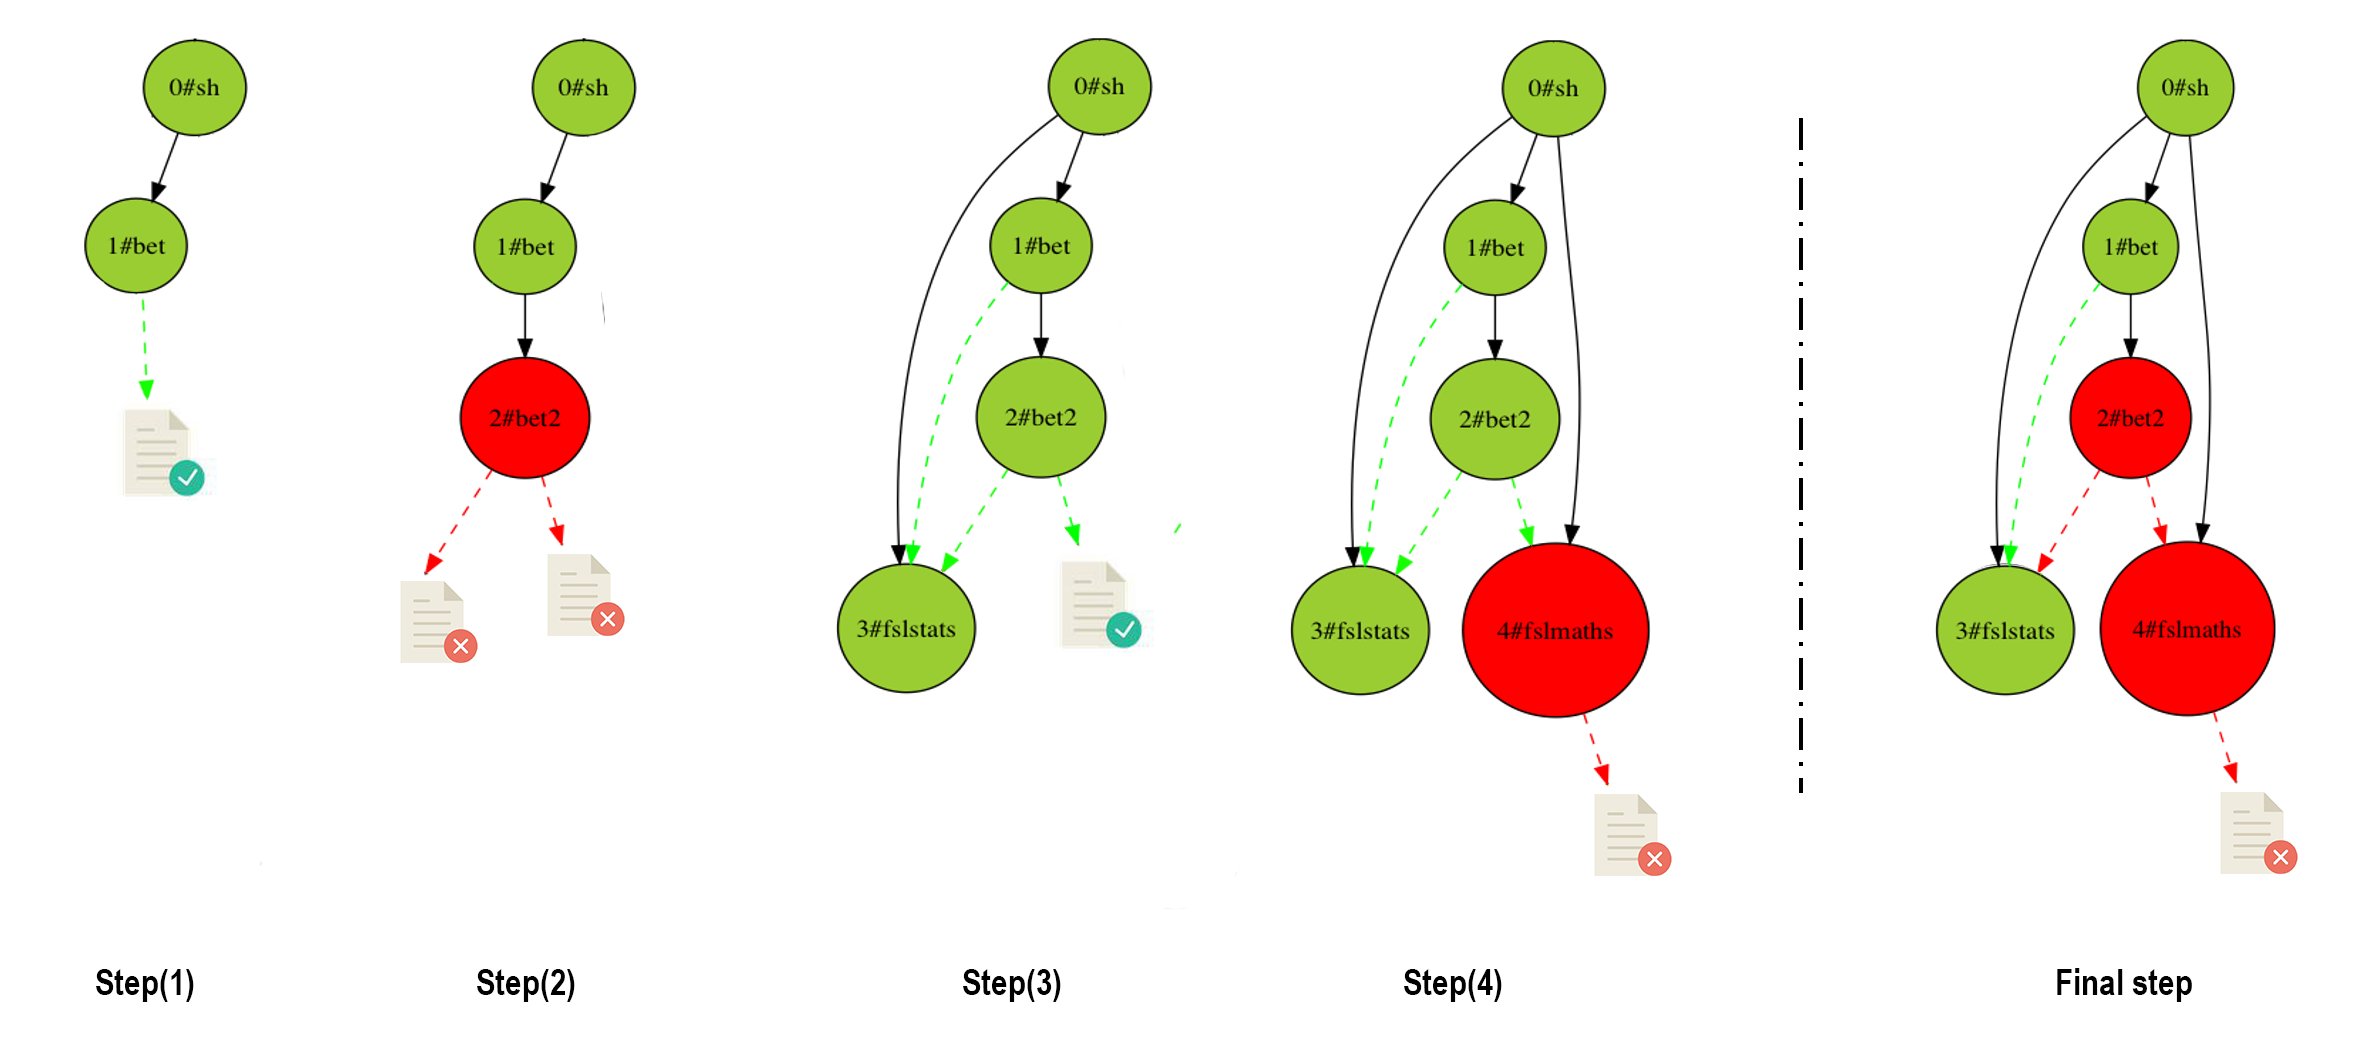 0#sh
1#bet
Step(1)
0#sh
1#bet
2#bet2
Step(2)
0#sh
1#bet
2#bet2
3#fslstats
Step(3)
0#sh
1#bet
2#bet2
3#fslstats
4#fslmaths
Step(4)
0#sh
1#bet
2#bet2
3#fslstats
4#fslmaths
Final step